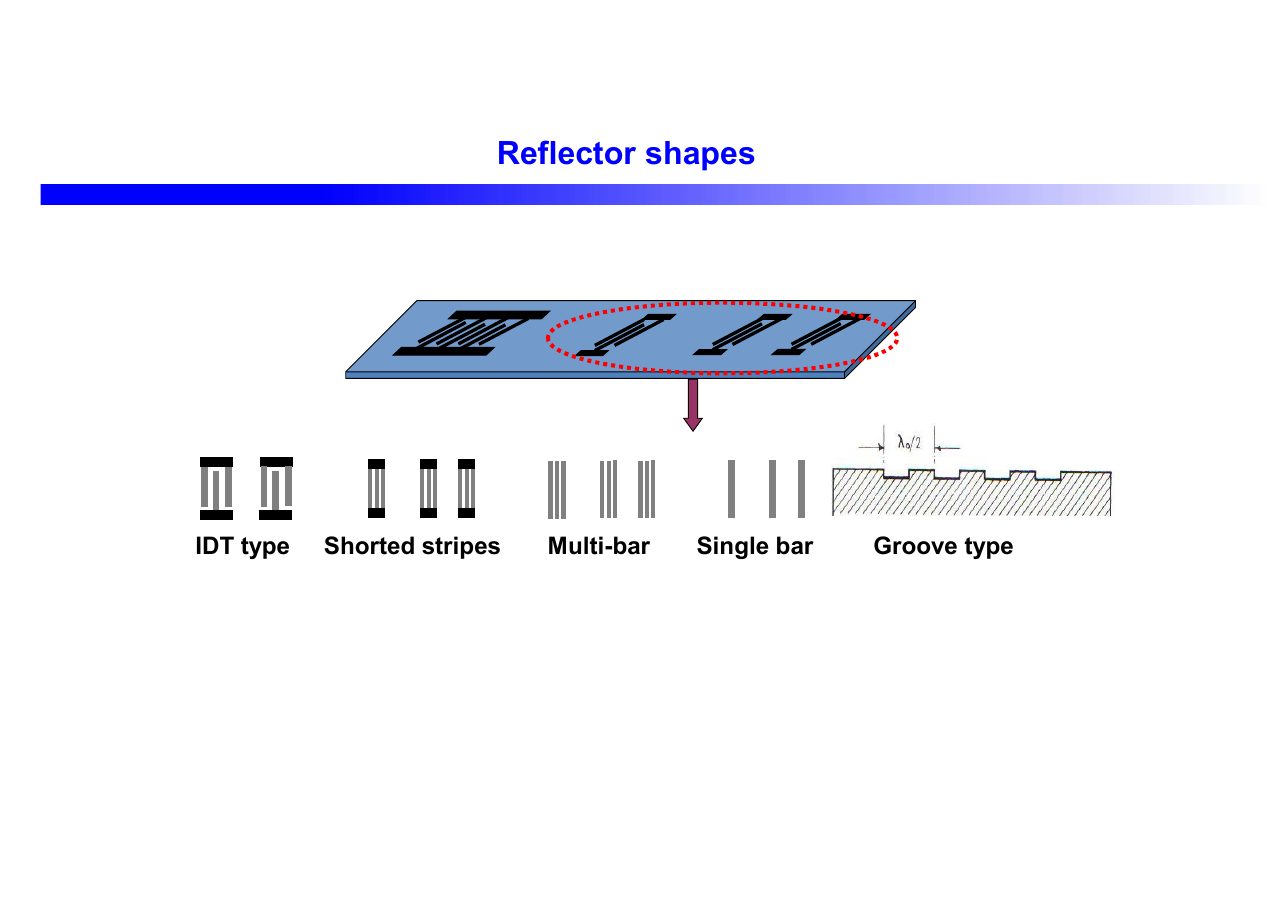 Reflector shapes
λ₀/2
IDT type
Shorted stripes
Multi-bar
Single bar
Groove type